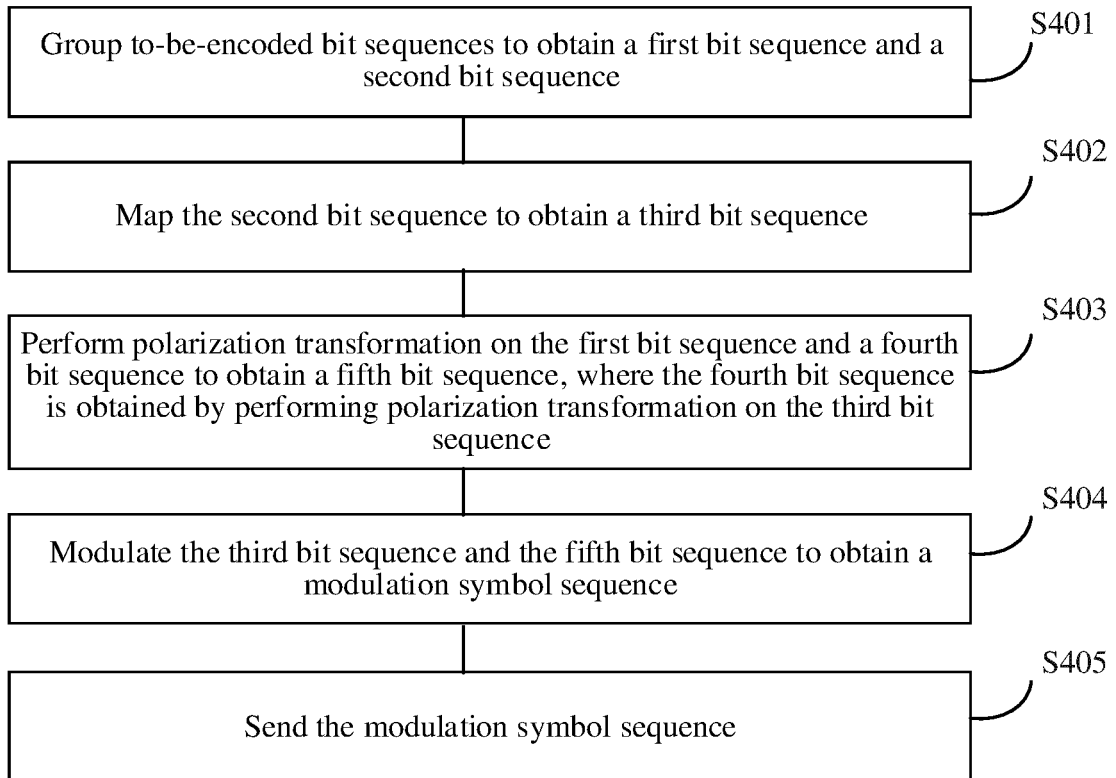 Group to-be-encoded bit sequences to obtain a first bit sequence and a
second bit sequence
S401
Map the second bit sequence to obtain a third bit sequence
S402
Perform polarization transformation on the first bit sequence and a fourth
bit sequence to obtain a fifth bit sequence, where the fourth bit sequence
is obtained by performing polarization transformation on the third bit
sequence
S403
Modulate the third bit sequence and the fifth bit sequence to obtain a
modulation symbol sequence
S404
Send the modulation symbol sequence
S405